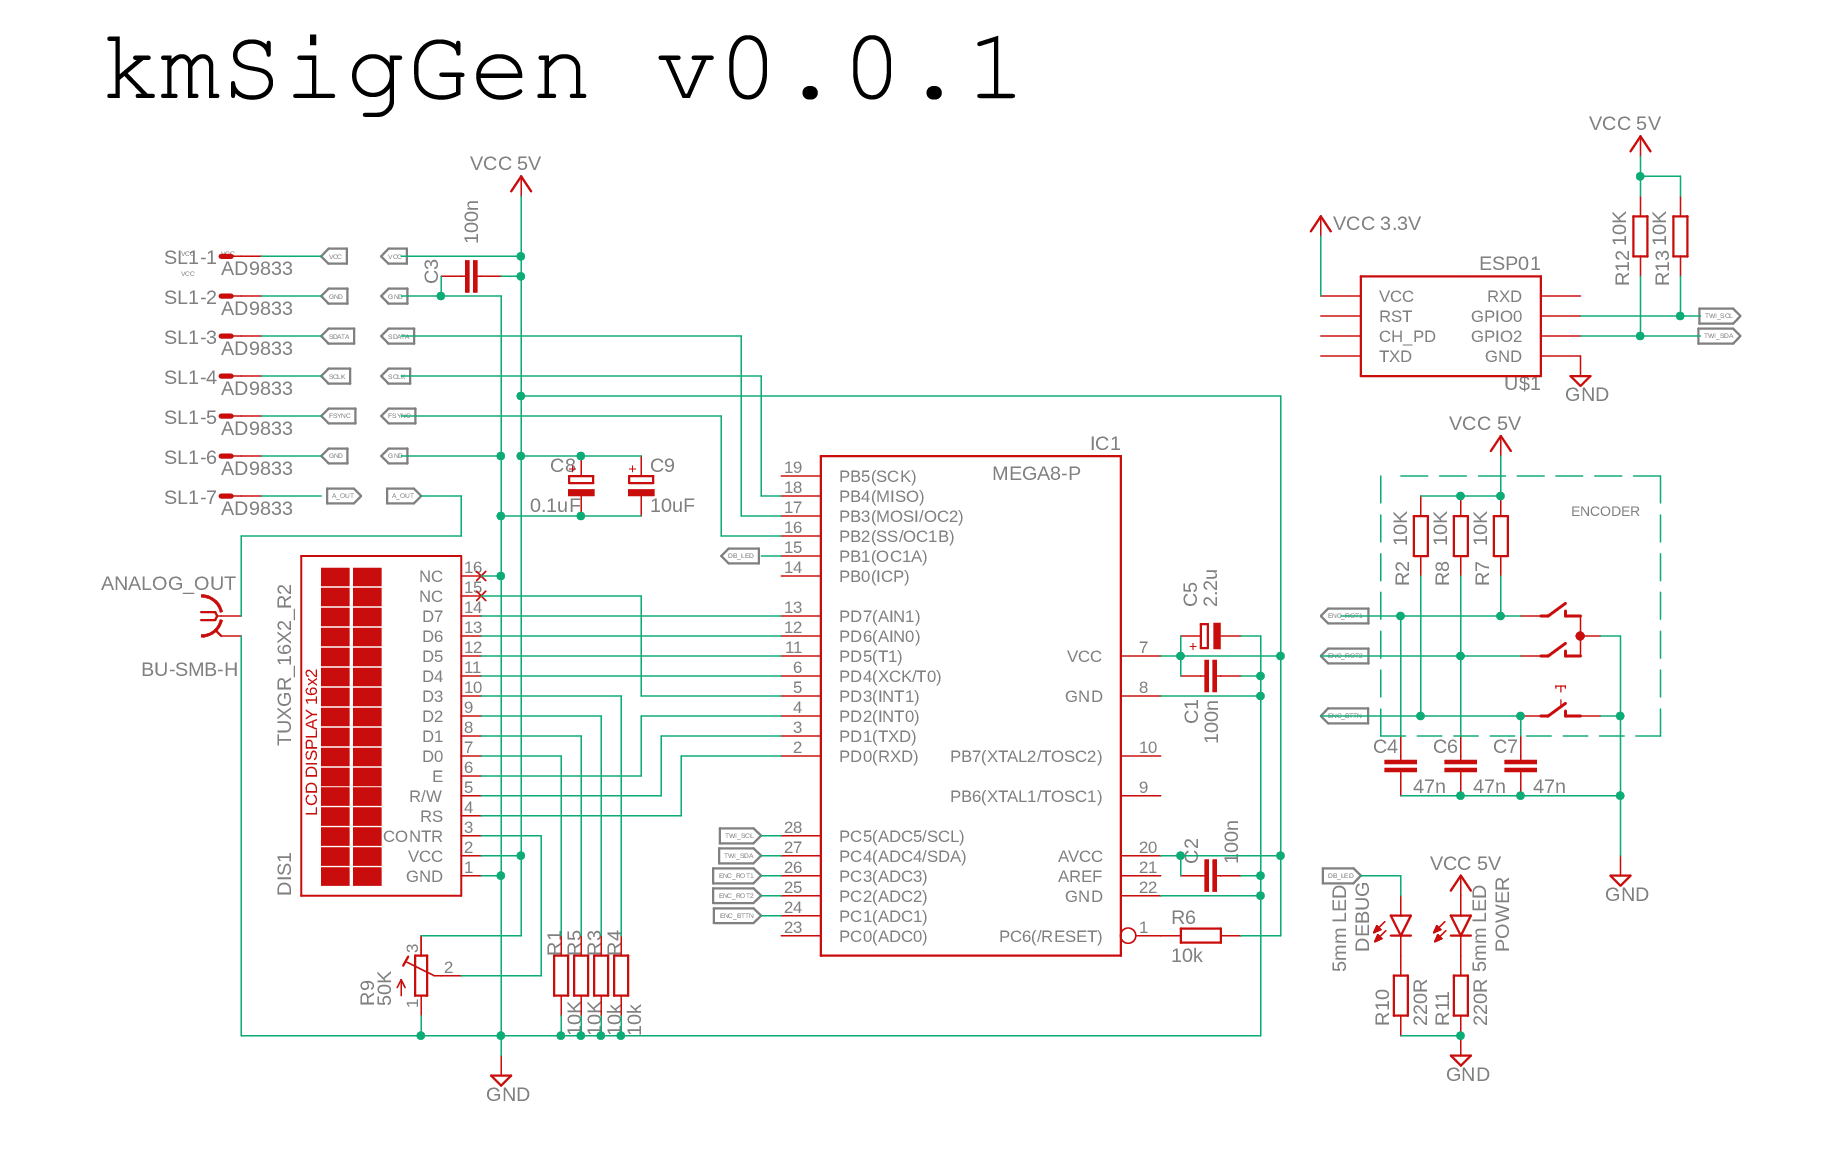 kmSigGen v0.0.1
VCC 5V
100n
C3
SL1-1
VCC
VCC
VCC
AD9833
VCC
VCC
SL1-2
AD9833
GND
GND
SL1-3
AD9833
SDATA
SDATA
SL1-4
AD9833
SCLK
SCLK
SL1-5
AD9833
FSYNC
FSYNC
SL1-6
AD9833
GND
GND
SL1-7
AD9833
A_OUT
A_OUT
C8
+
0.1uF
C9
+
10uF
ANALOG_OUT
BU-SMB-H
TUXGR_16X2_R2
LCD DISPLAY 16x2
DIS1
NC 16
NC 15
D7 14
D6 13
D5 12
D4 11
D3 10
D2 9
D1 8
D0 7
E 6
R/W 5
RS 4
CONTR 3
VCC 2
GND 1
R9
50K
3
2
1
R1
R5
R3
R4
10K
10K
10k
10k
GND
IC1
MEGA8-P
19 PB5(SCK)
18 PB4(MISO)
17 PB3(MOSI/OC2)
16 PB2(SS/OC1B)
DB_LED
15 PB1(OC1A)
14 PB0(ICP)
13 PD7(AIN1)
12 PD6(AIN0)
11 PD5(T1)
6 PD4(XCK/T0)
5 PD3(INT1)
4 PD2(INT0)
3 PD1(TXD)
2 PD0(RXD)
TWI_SCL
28 PC5(ADC5/SCL)
TWI_SDA
27 PC4(ADC4/SDA)
ENC_ROT1
26 PC3(ADC3)
ENC_ROT2
25 PC2(ADC2)
ENC_BTTN
24 PC1(ADC1)
23 PC0(ADC0)
VCC 7
GND 8
PB7(XTAL2/TOSC2) 10
PB6(XTAL1/TOSC1) 9
AVCC 20
AREF 21
GND 22
PC6(/RESET) 1
C5
2.2u
+
C1
100n
C2
100n
R6
10k
VCC 5V
R12 10K
R13 10K
VCC 3.3V
ESP01
VCC RXD
RST GPIO0
CH_PD GPIO2
TXD GND
U$1
TWI_SCL
TWI_SDA
GND
VCC 5V
ENCODER
10K
10K
10K
R2
R8
R7
ENC_ROT1
ENC_ROT2
ENC_BTTN
C4
C6
C7
47n
47n
47n
GND
DB_LED
VCC 5V
5mm LED
DEBUG
5mm LED
POWER
R10
220R
R11
220R
GND